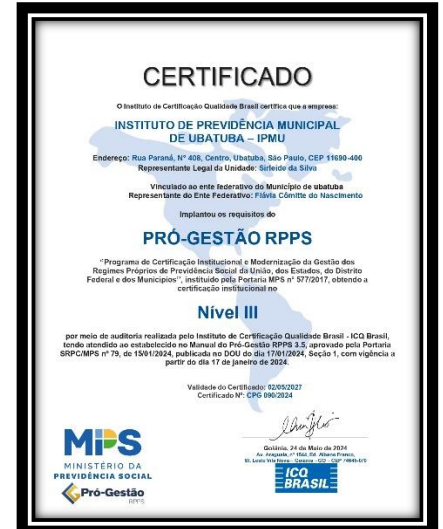 CERTIFICADO
O Instituto de Certificação Qualidade Brasil certifica que a empresa:
INSTITUTO DE PREVIDÊNCIA MUNICIPAL
DE UBATUBA – IPMU
Endereço: Rua Paraná, N° 408, Centro, Ubatuba, São Paulo, CEP 11690-400
Representante Legal da Unidade: Sirleide da Silva
Vinculado ao ente federativo do Município de ubatuba
Representante do Ente Federativo: Flávia Cômitte do Nascimento
Implantou os requisitos do
PRÓ-GESTÃO RPPS
"Programa de Certificação Institucional e Modernização da Gestão dos
Regimes Próprios de Previdência Social da União, dos Estados, do Distrito
Federal e dos Municípios", instituído pela Portaria MPS n° 577/2017, obtendo a
certificação institucional no
Nível III
por meio de auditoria realizada pelo Instituto de Certificação Qualidade Brasil - ICQ Brasil,
tendo atendido ao estabelecido no Manual do Pró-Gestão RPPS 3.5, aprovado pela Portaria
SRPC/MPS n° 79, de 15/01/2024, publicada no DOU do dia 17/01/2024, Seção 1, com vigência a
partir do dia 17 de janeiro de 2024.
Validade do Certificado: 02/05/2027
Certificado N°: CPG 090/2024
MPS
MINISTÉRIO DA
PREVIDÊNCIA SOCIAL
Pró-Gestão
RPPS
Goiânia, 24 de Maio de 2024
Av. Araguaia, n° 1544, Ed. Albano Franco,
ICQ
BRASIL